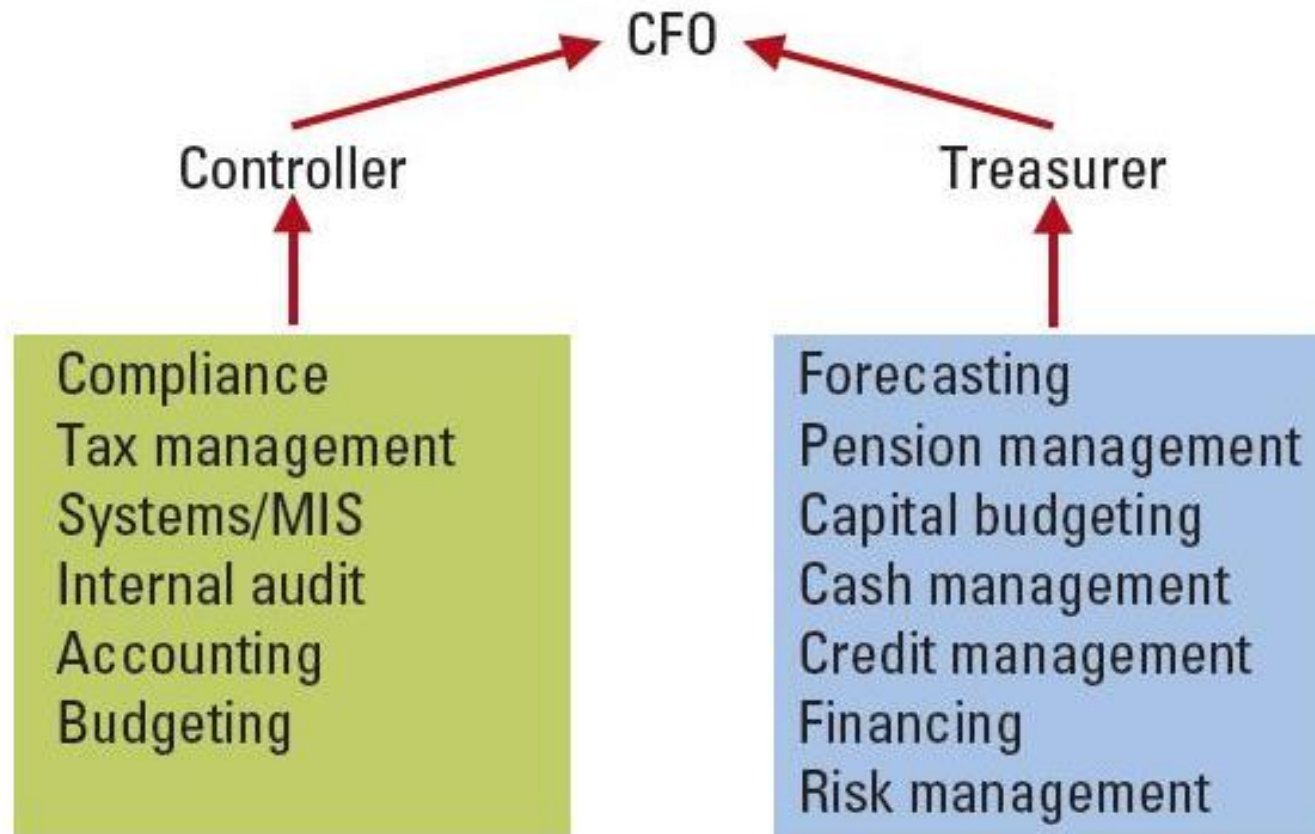 CFO
Controller
Treasurer
Compliance
Tax management
Systems/MIS
Internal audit
Accounting
Budgeting
Forecasting
Pension management
Capital budgeting
Cash management
Credit management
Financing
Risk management